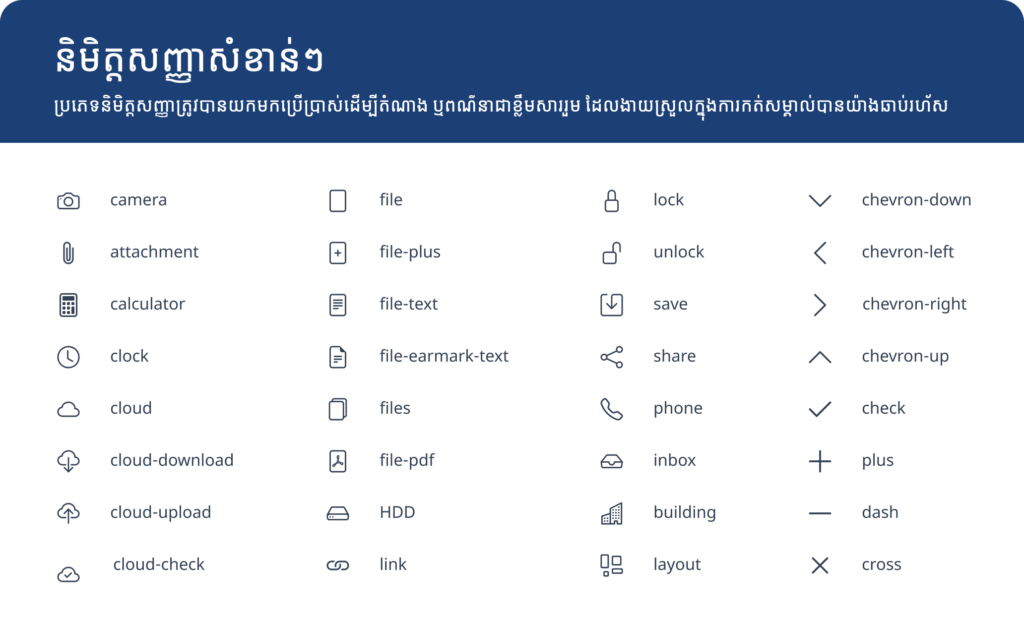 និមិត្តសញ្ញាសំខាន់ៗ
ប្រភេទនិមិត្តសញ្ញាត្រូវបានយកមកប្រើប្រាស់ដើម្បីតំណាង ឬពណ៌នាជាខ្លឹមសាររួម ដែលងាយស្រួលក្នុងការកត់សម្គាល់បានយ៉ាងឆាប់រហ័ស
camera
attachment
calculator
clock
cloud
cloud-download
cloud-upload
cloud-check
file
file-plus
file-text
file-earmark-text
files
file-pdf
HDD
link
lock
unlock
save
share
phone
inbox
building
layout
chevron-down
chevron-left
chevron-right
chevron-up
check
plus
dash
cross